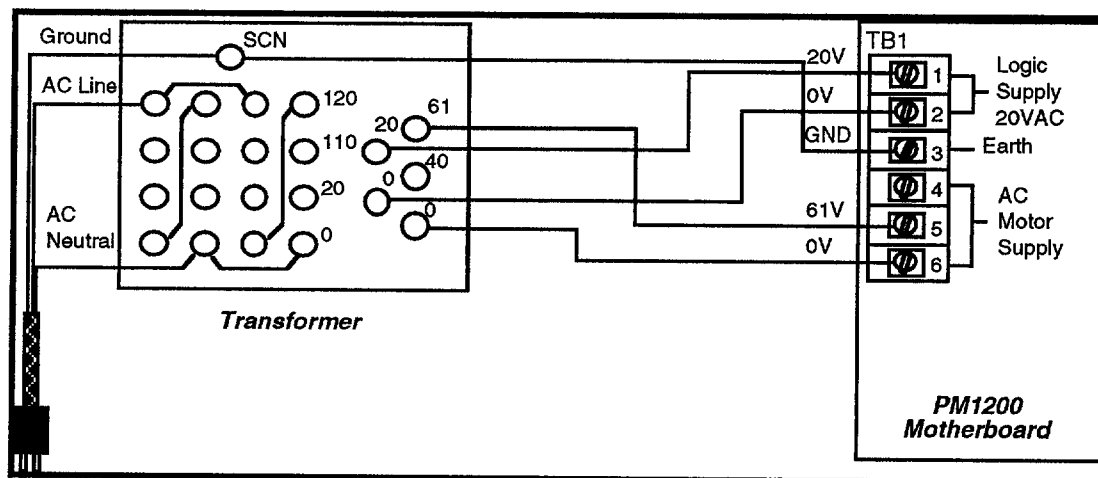 Ground
SCN
AC Line
120
61
20
110
40
0
20
0
AC
Neutral
0
Transformer
20V
0V
GND
61V
0V
TB1
1
2
3
4
5
6
Logic
Supply
20VAC
Earth
AC
Motor
Supply
PM1200
Motherboard